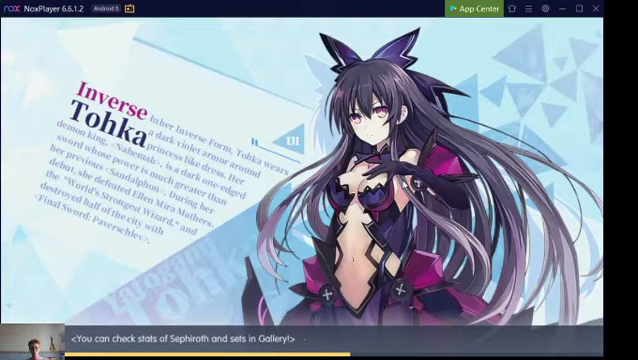 NoxPlayer 6.6.1.2
Android 5
App Center
Inverse
Tohka
In her Inverse Form, Tohka wears
a dark violet armor around
princess like dress. Her
demon king, <Nahemah>, is a dark one-edged
sword whose power is much greater than
her previous <Sandalphon>. During her
debut, she defeated Ellen Mira Mathers,
the "World's Strongest Wizard," and
destroyed half of the city with
<Final Sword: Paverschlev>.
<You can check stats of Sephiroth and sets in Gallery!>